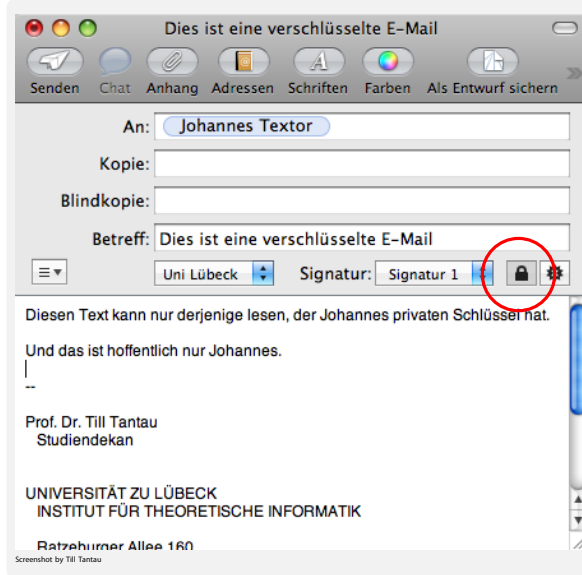 Dies ist eine verschlüsselte E-Mail
Senden Chat Anhang Adressen Schriften Farben Als Entwurf sichern
An: Johannes Textor
Kopie:
Blindkopie:
Betreff: Dies ist eine verschlüsselte E-Mail
Uni Lübeck Signatur: Signatur 1
Diesen Text kann nur derjenige lesen, der Johannes privaten Schlüssel hat.
Und das ist hoffentlich nur Johannes.
--
Prof. Dr. Till Tantau
Studiendekan
UNIVERSITÄT ZU LÜBECK
INSTITUT FÜR THEORETISCHE INFORMATIK
Ratzeburger Allee 160
Screenshot by Till Tantau